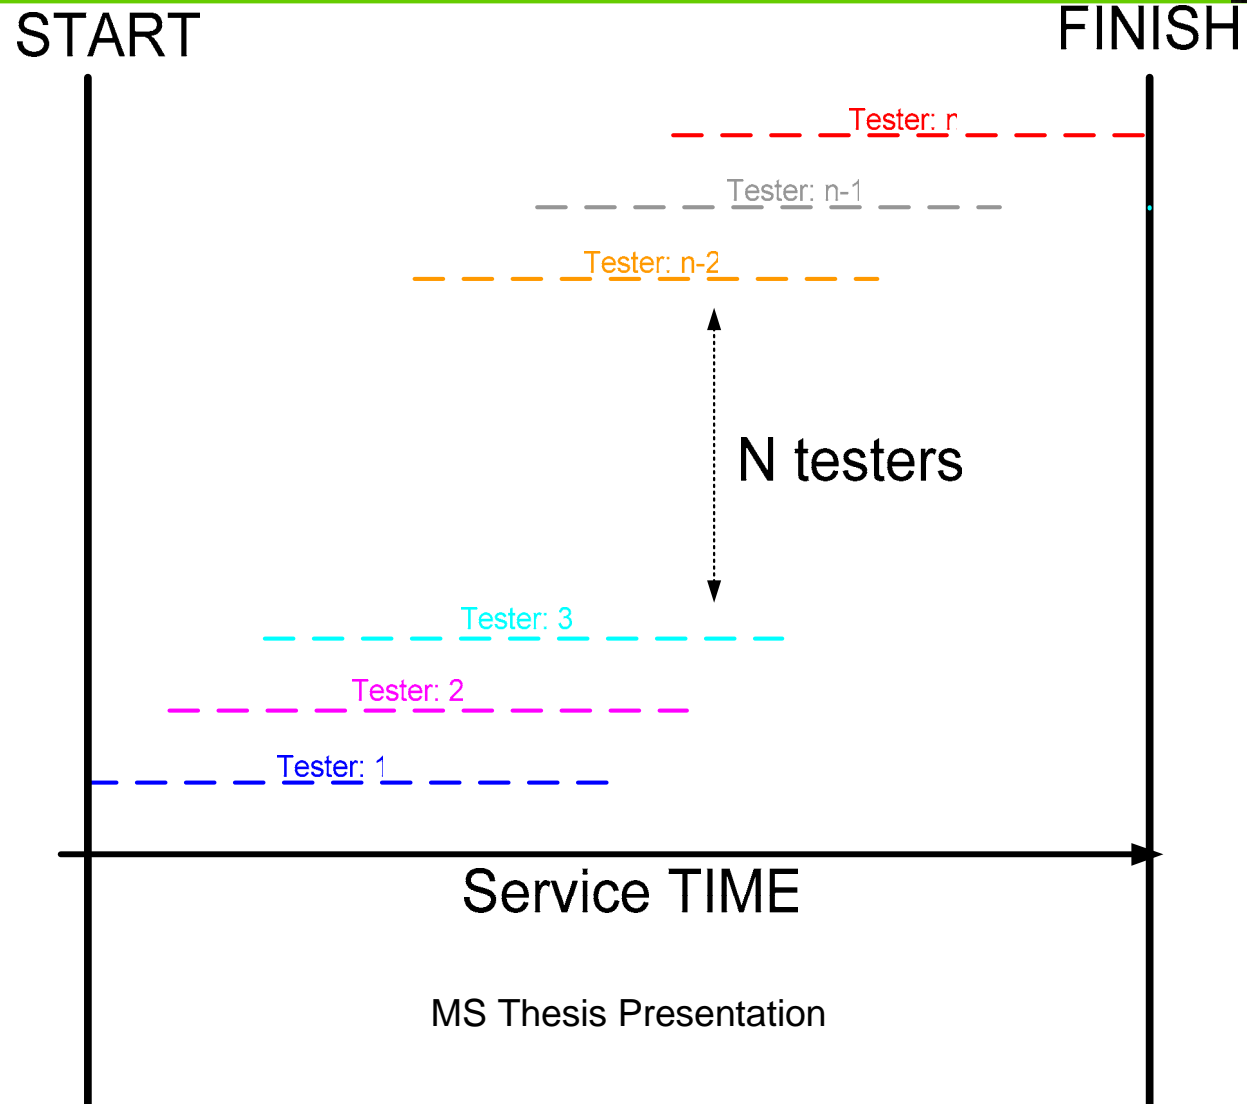 START
FINISH
Tester: n
Tester: n-1
Tester: n-2
N testers
Tester: 3
Tester: 2
Tester: 1
Service TIME
MS Thesis Presentation